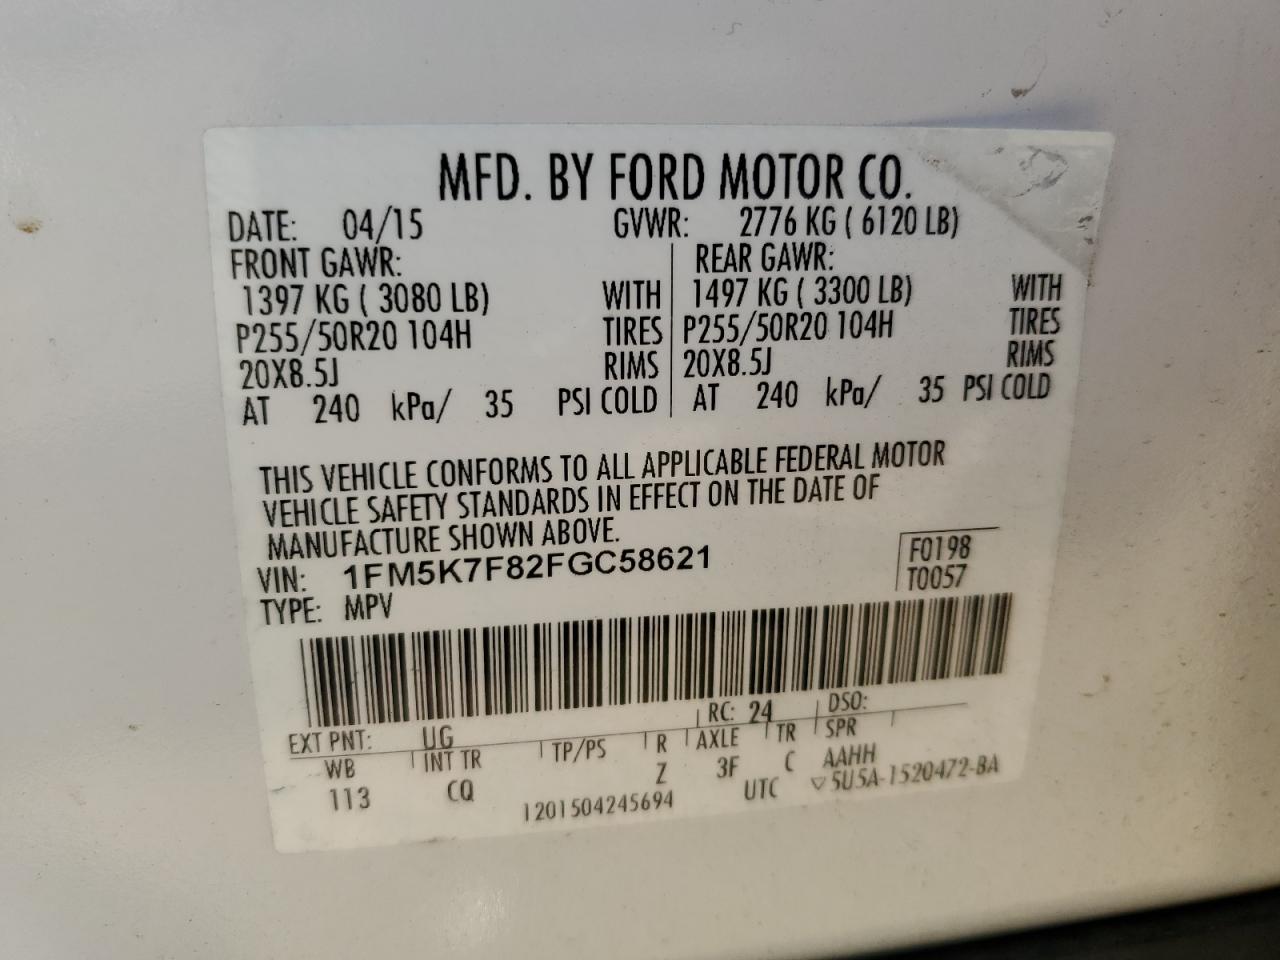 MFD. BY FORD MOTOR CO.
DATE: 04/15 GVWR: 2776 KG ( 6120 LB)
FRONT GAWR: REAR GAWR:
1397 KG ( 3080 LB) WITH 1497 KG ( 3300 LB) WITH
P255/50R20 104H TIRES P255/50R20 104H TIRES
20X8.5J RIMS 20X8.5J RIMS
AT 240 kPa/ 35 PSI COLD AT 240 kPa/ 35 PSI COLD
THIS VEHICLE CONFORMS TO ALL APPLICABLE FEDERAL MOTOR
VEHICLE SAFETY STANDARDS IN EFFECT ON THE DATE OF
MANUFACTURE SHOWN ABOVE.
VIN: 1FM5K7F82FGC58621 F0198
TYPE: MPV T0057
EXT PNT: UG RC: 24 DSO:
WB INT TR TP/PS R AXLE TR SPR
113 CQ Z 3F C AAHH
1201504245694 UTC ▽5U5A-1520472-BA